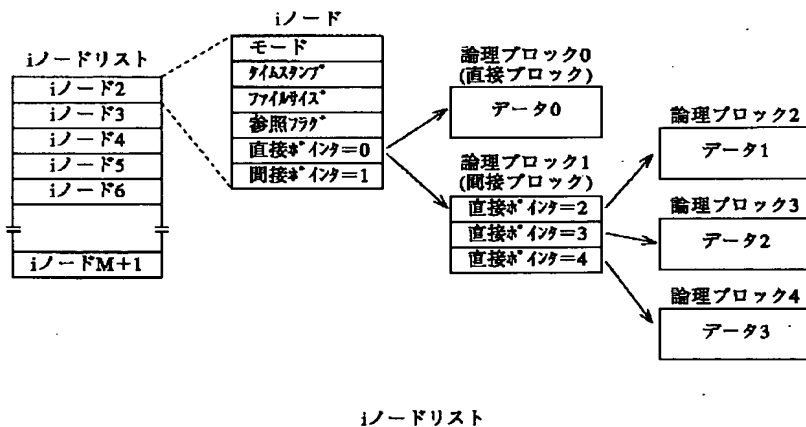 iノードリスト
iノード2
iノード3
iノード4
iノード5
iノード6
iノードM+1
iノード
モード
タイムスタンプ
ファイルサイズ
参照フラグ
直接ポインタ=0
間接ポインタ=1
論理ブロック0
(直接ブロック)
データ0
論理ブロック1
(間接ブロック)
直接ポインタ=2
直接ポインタ=3
直接ポインタ=4
論理ブロック2
データ1
論理ブロック3
データ2
論理ブロック4
データ3
iノードリスト